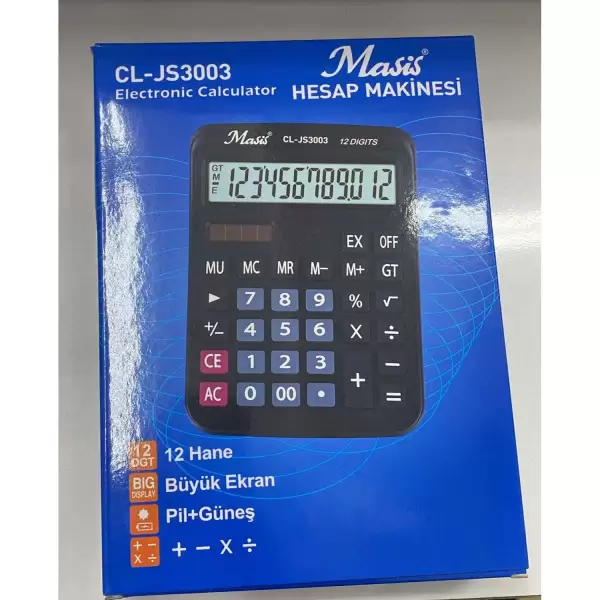 CL-JS3003
Electronic Calculator
Masis®
HESAP MAKİNESİ
Masis® CL-JS3003 12 DIGITS
GT
M
E
123456789.012
EX OFF
MU MC MR M− M+ GT
► 7 8 9 % √
+/− 4 5 6 X ÷
CE 1 2 3 + −
AC 0 00 • =
12 DGT 12 Hane
BIG DISPLAY Büyük Ekran
Pil+Güneş
+ − X ÷ + − X ÷